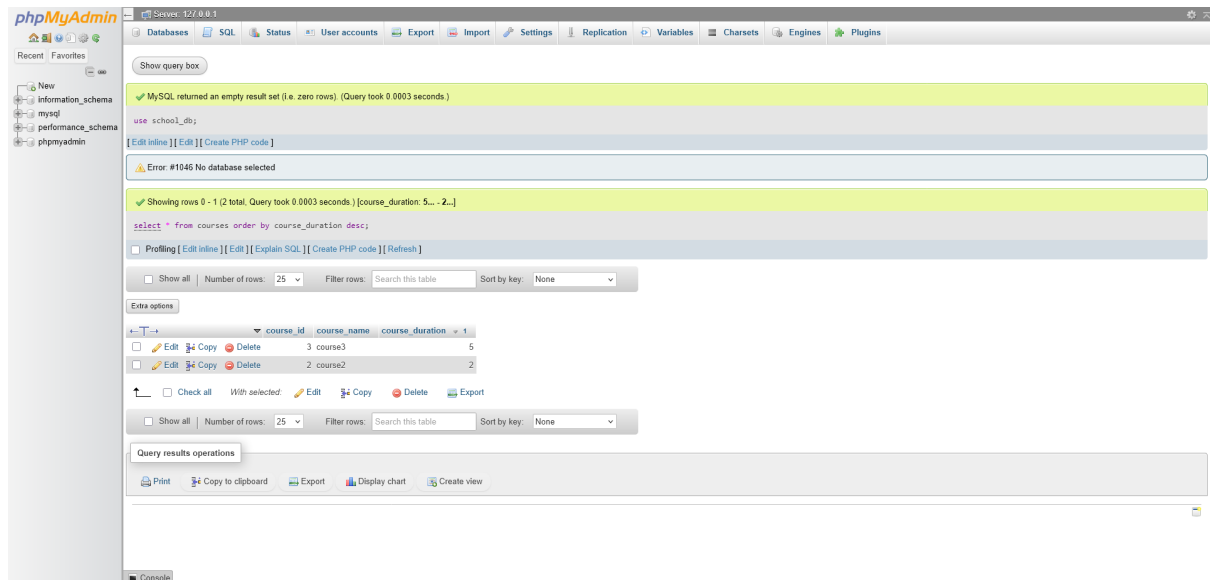 phpMyAdmin
Recent Favorites
New
information_schema
mysql
performance_schema
phpmyadmin
Server: 127.0.0.1
Databases SQL Status User accounts Export Import Settings Replication Variables Charsets Engines Plugins
Show query box
MySQL returned an empty result set (i.e. zero rows). (Query took 0.0003 seconds.)
use school_db;
[ Edit inline ] [ Edit ] [ Create PHP code ]
Error: #1046 No database selected
Showing rows 0 - 1 (2 total, Query took 0.0003 seconds.) [course_duration: 5... - 2...]
select * from courses order by course_duration desc;
Profiling [ Edit inline ] [ Edit ] [ Explain SQL ] [ Create PHP code ] [ Refresh ]
Show all | Number of rows: 25 Filter rows: Search this table Sort by key: None
Extra options
←T→ course_id course_name course_duration 1
Edit Copy Delete 3 course3 5
Edit Copy Delete 2 course2 2
Check all With selected: Edit Copy Delete Export
Show all | Number of rows: 25 Filter rows: Search this table Sort by key: None
Query results operations
Print Copy to clipboard Export Display chart Create view
Console